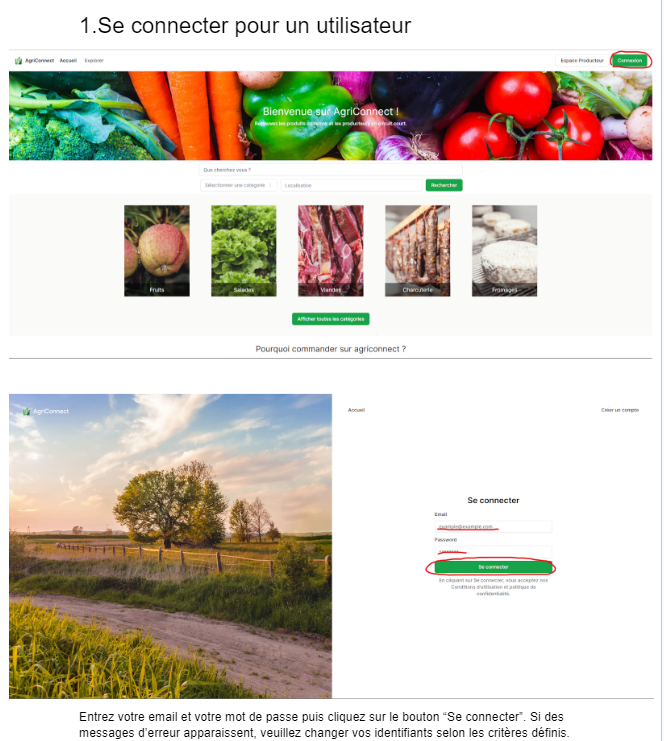 1.Se connecter pour un utilisateur
AgriConnect Accueil Explorer
Espace Producteur Connexion
Bienvenue sur AgriConnect !
Retrouvez les produits et les producteurs en circuit court.
Que cherchez vous ?
Sélectionner une catégorie Localisation Rechercher
Fruits Salades Viandes Charcuterie Fromages
Afficher toutes les catégories
Pourquoi commander sur agriconnect ?
AgriConnect
Accueil Créer un compte
Se connecter
Email
example@example.com
Password
Se connecter
En cliquant sur Se connecter, vous acceptez nos
Conditions d'utilisation et politique de
confidentialité.
Entrez votre email et votre mot de passe puis cliquez sur le bouton “Se connecter”. Si des
messages d'erreur apparaissent, veuillez changer vos identifiants selon les critères définis.